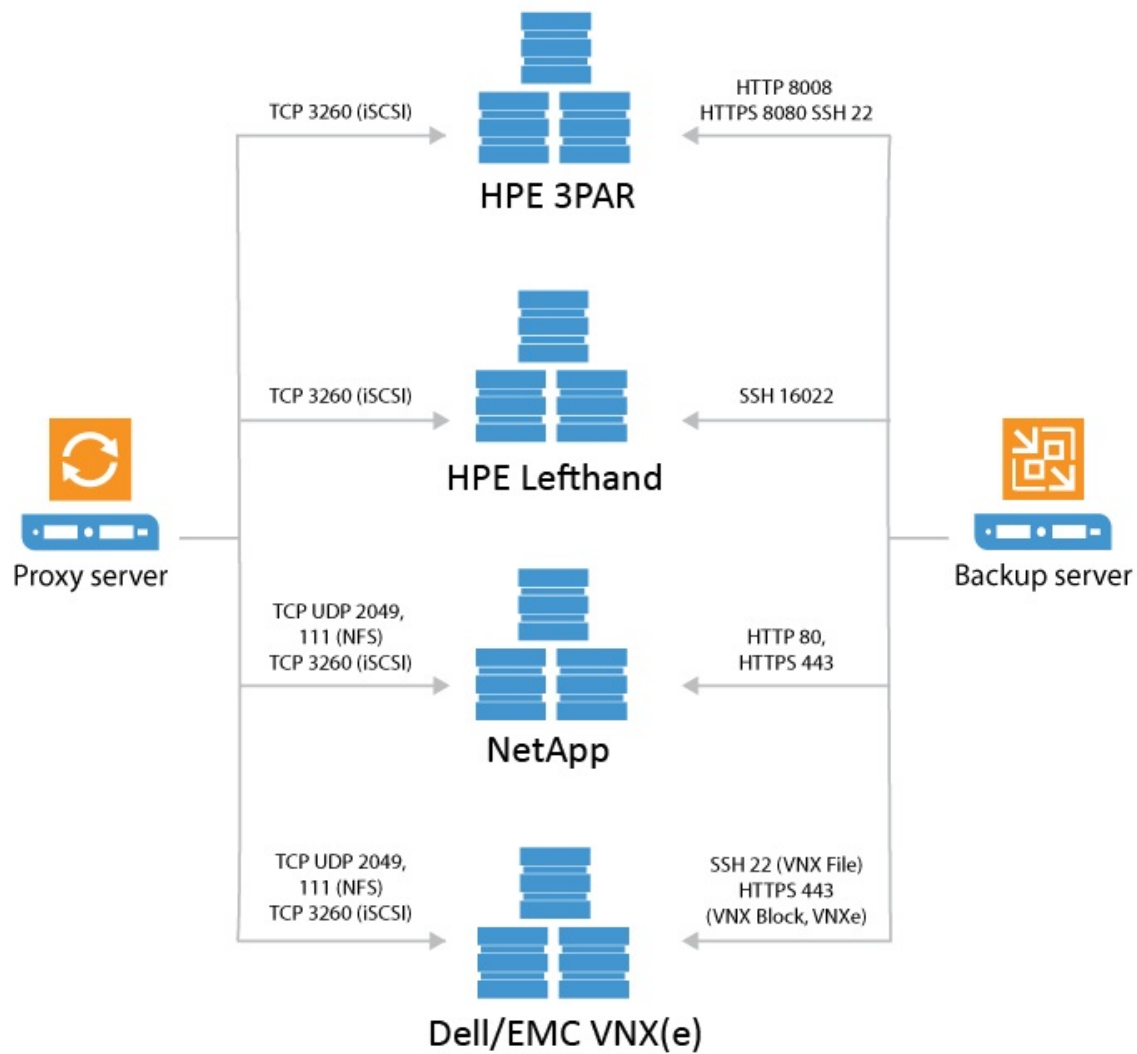 HTTP 8008
TCP 3260 (iSCSI)
HTTPS 8080 SSH 22
HPE 3PAR
TCP 3260 (iSCSI)
SSH 16022
HPE Lefthand
Proxy server
Backup server
TCP UDP 2049,
111 (NFS)
TCP 3260 (iSCSI)
HTTP 80,
HTTPS 443
NetApp
TCP UDP 2049,
111 (NFS)
TCP 3260 (iSCSI)
SSH 22 (VNX File)
HTTPS 443
(VNX Block, VNXe)
Dell/EMC VNX(e)